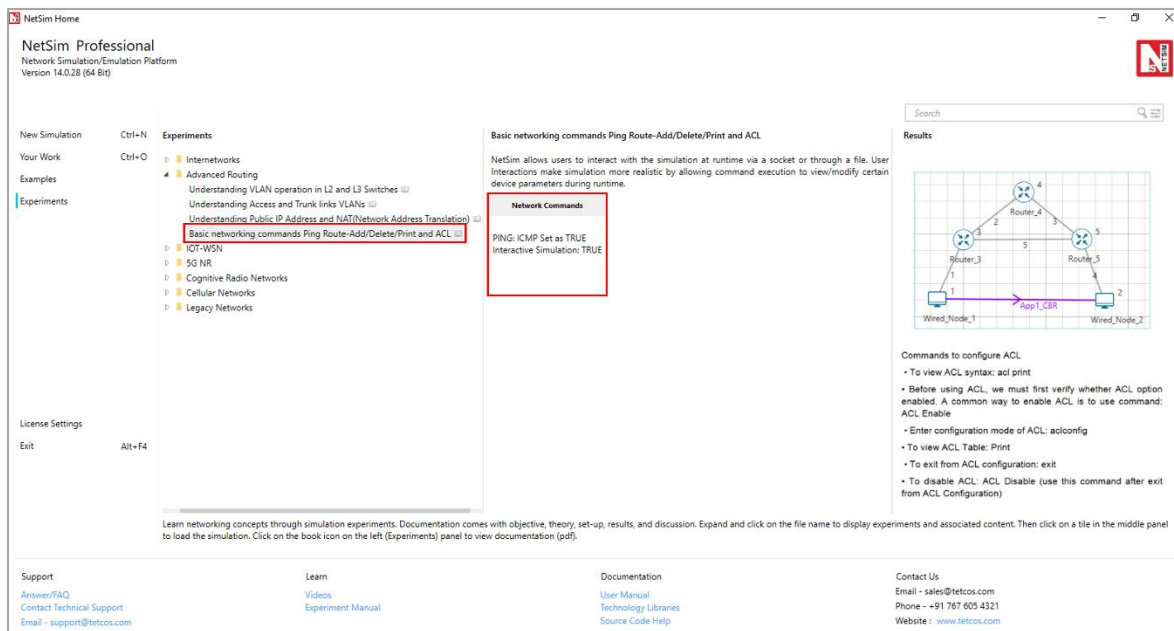 NetSim Home
NetSim Professional
Network Simulation/Emulation Platform
Version 14.0.28 (64 Bit)
NETSIM
Search
New Simulation Ctrl+N
Your Work Ctrl+O
Examples
Experiments
License Settings
Exit Alt+F4
Experiments
Internetworks
Advanced Routing
Understanding VLAN operation in L2 and L3 Switches
Understanding Access and Trunk links VLANs
Understanding Public IP Address and NAT(Network Address Translation)
Basic networking commands Ping Route-Add/Delete/Print and ACL
IOT-WSN
5G NR
Cognitive Radio Networks
Cellular Networks
Legacy Networks
Basic networking commands Ping Route-Add/Delete/Print and ACL
NetSim allows users to interact with the simulation at runtime via a socket or through a file. User
Interactions make simulation more realistic by allowing command execution to view/modify certain
device parameters during runtime.
Network Commands
PING: ICMP Set as TRUE
Interactive Simulation: TRUE
Results
4
Router_4
2
3
5
5
Router_3
Router_5
1
4
1
2
App1_CBR
Wired_Node_1
Wired_Node_2
Commands to configure ACL
• To view ACL syntax: acl print
• Before using ACL, we must first verify whether ACL option
enabled. A common way to enable ACL is to use command:
ACL Enable
• Enter configuration mode of ACL: aclconfig
• To view ACL Table: Print
• To exit from ACL configuration: exit
• To disable ACL: ACL Disable (use this command after exit
from ACL Configuration)
Learn networking concepts through simulation experiments. Documentation comes with objective, theory, set-up, results, and discussion. Expand and click on the file name to display experiments and associated content. Then click on a tile in the middle panel
to load the simulation. Click on the book icon on the left (Experiments) panel to view documentation (pdf).
Support
Answer/FAQ
Contact Technical Support
Email - support@tetcos.com
Learn
Videos
Experiment Manual
Documentation
User Manual
Technology Libraries
Source Code Help
Contact Us
Email - sales@tetcos.com
Phone - +91 767 605 4321
Website : www.tetcos.com